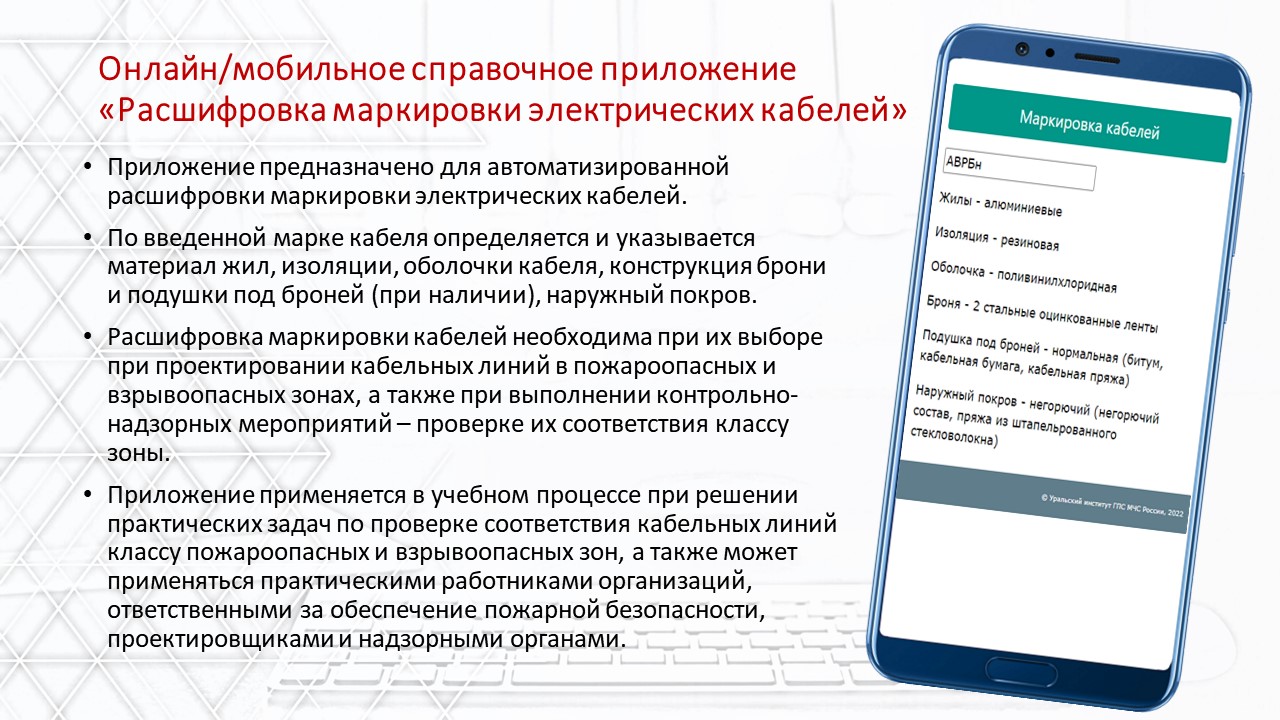 Онлайн/мобильное справочное приложение
«Расшифровка маркировки электрических кабелей»
• Приложение предназначено для автоматизированной
расшифровки маркировки электрических кабелей.
• По введенной марке кабеля определяется и указывается
материал жил, изоляции, оболочки кабеля, конструкция брони
и подушки под броней (при наличии), наружный покров.
• Расшифровка маркировки кабелей необходима при их выборе
при проектировании кабельных линий в пожароопасных и
взрывоопасных зонах, а также при выполнении контрольно-
надзорных мероприятий – проверке их соответствия классу
зоны.
• Приложение применяется в учебном процессе при решении
практических задач по проверке соответствия кабельных линий
классу пожароопасных и взрывоопасных зон, а также может
применяться практическими работниками организаций,
ответственными за обеспечение пожарной безопасности,
проектировщиками и надзорными органами.
Маркировка кабелей
АВРБн
Жилы - алюминиевые
Изоляция - резиновая
Оболочка - поливинилхлоридная
Броня - 2 стальные оцинкованные ленты
Подушка под броней - нормальная (битум,
кабельная бумага, кабельная пряжа)
Наружный покров - негорючий (негорючий
состав, пряжа из штапельрованного
стекловолокна)
© Уральский институт ГПС МЧС России, 2022